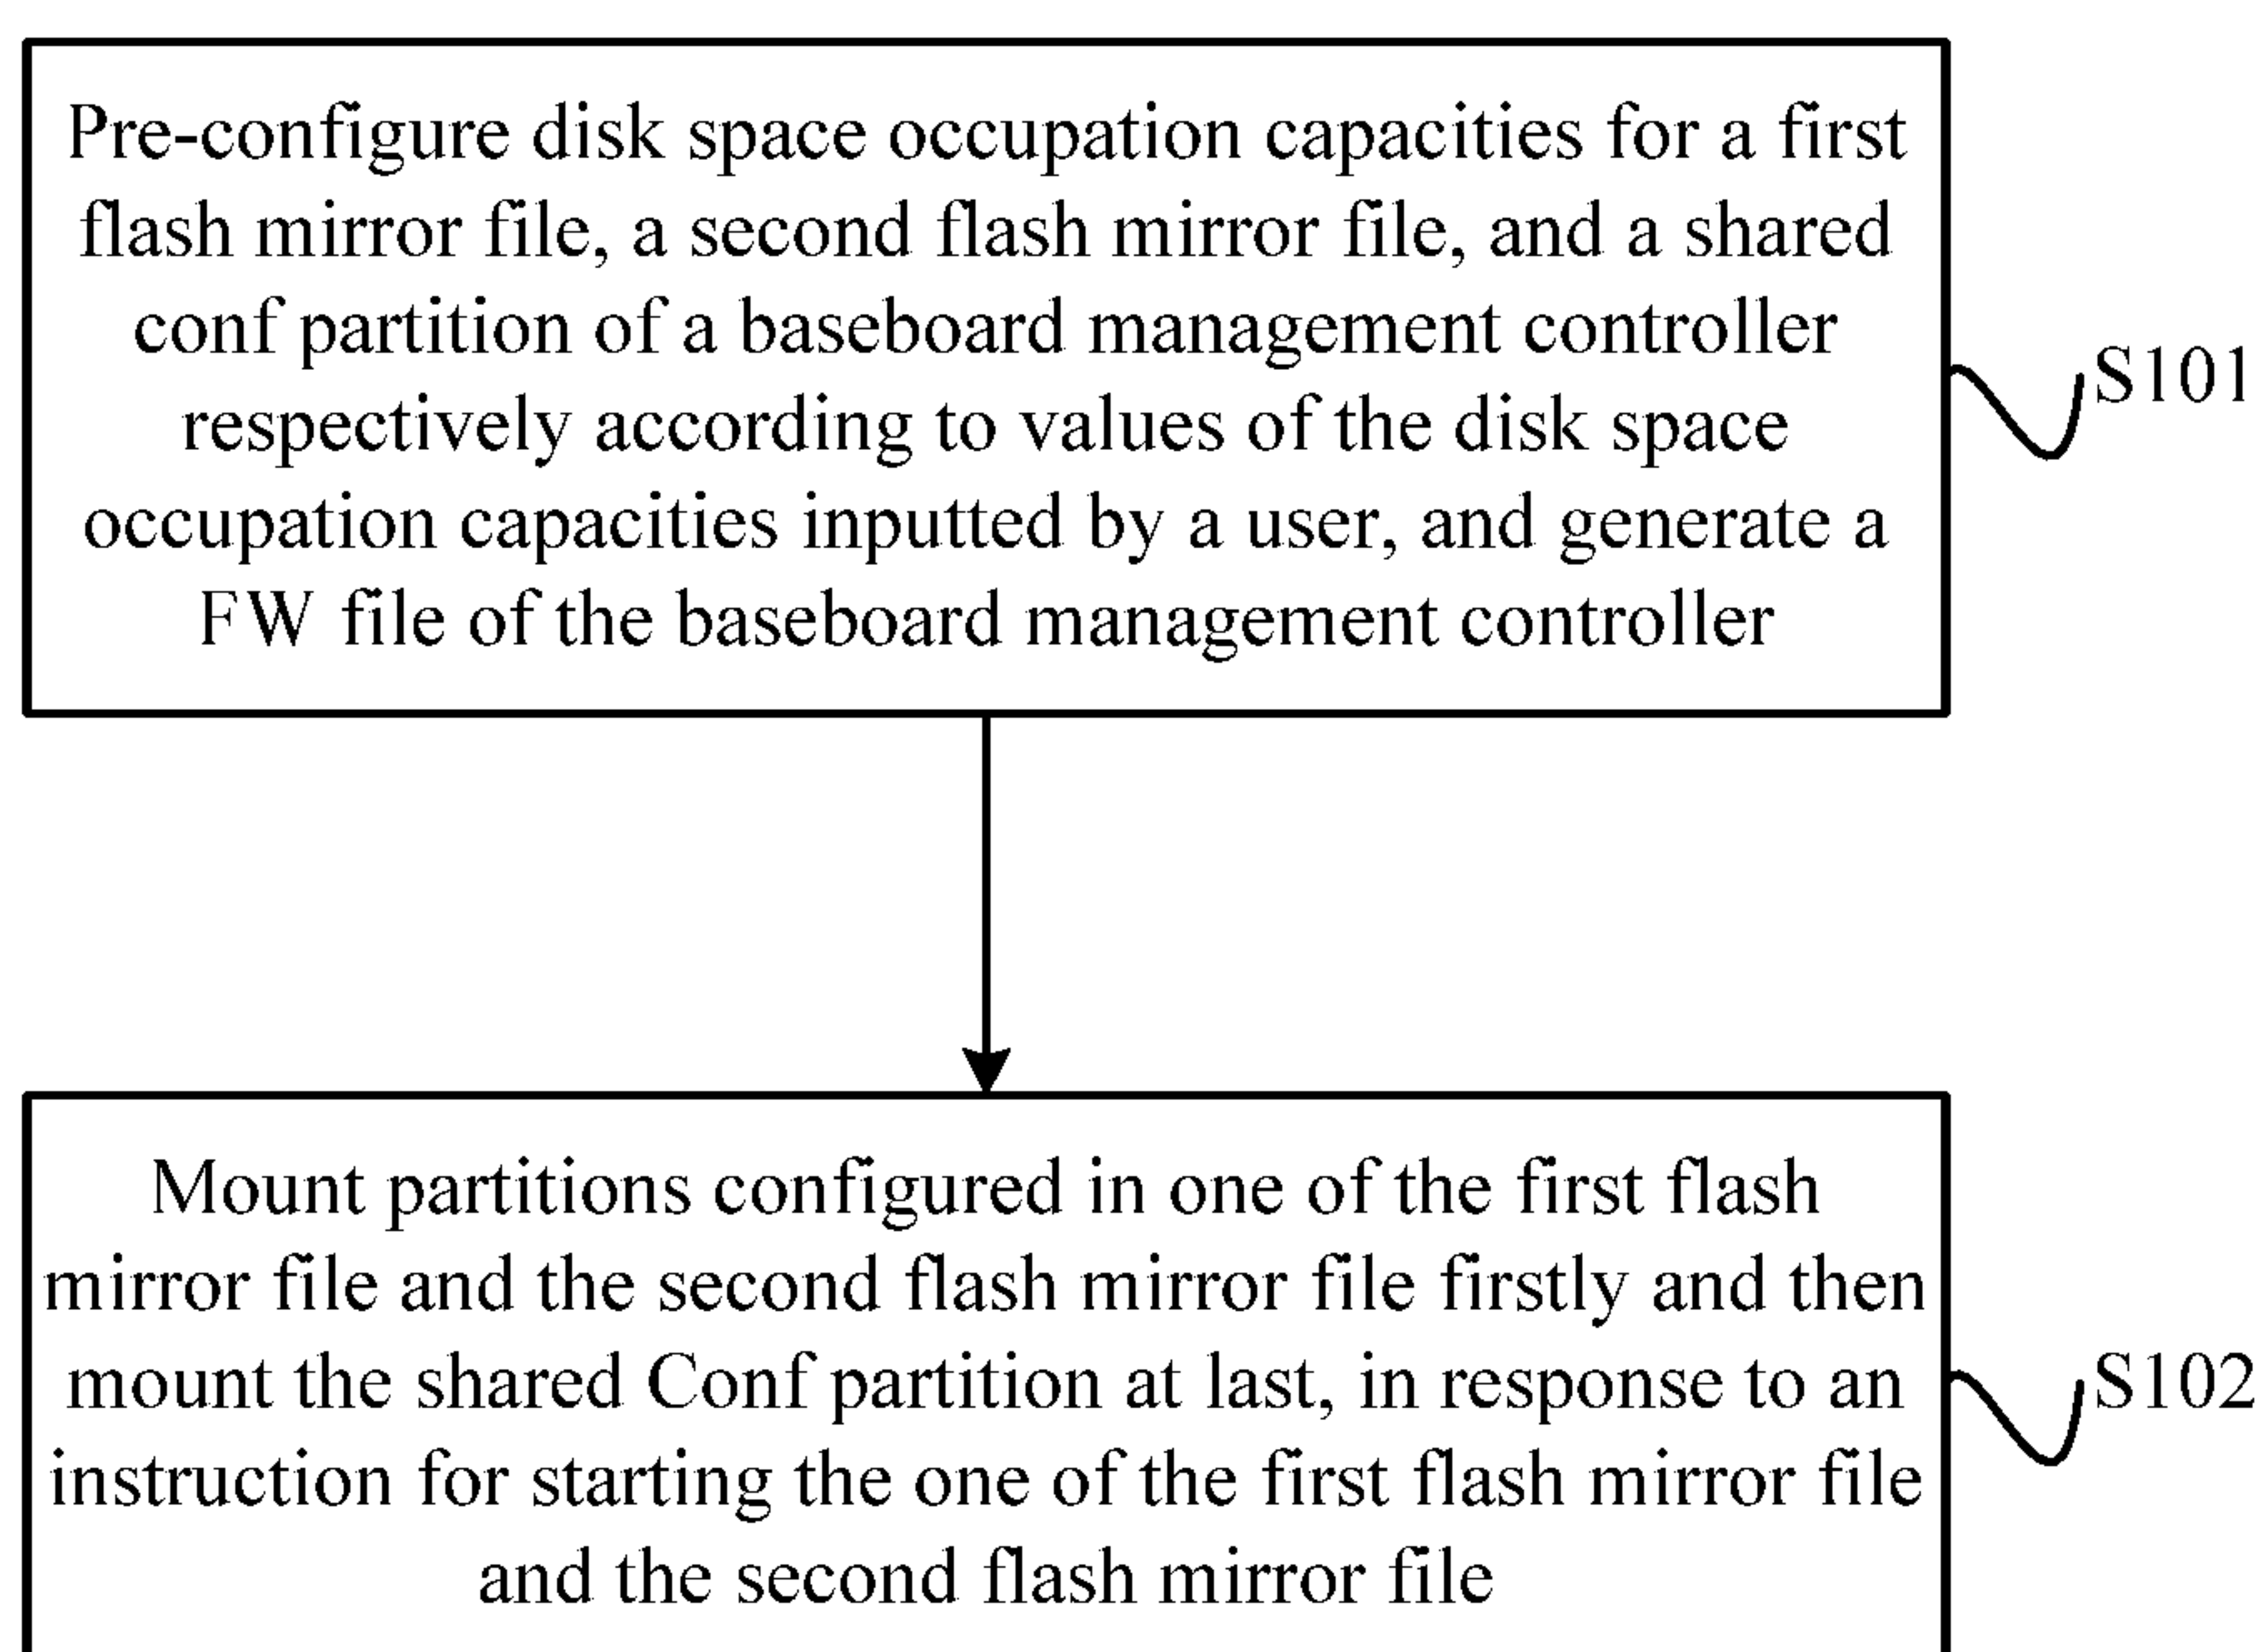 Pre-configure disk space occupation capacities for a first
flash mirror file, a second flash mirror file, and a shared
conf partition of a baseboard management controller
respectively according to values of the disk space
occupation capacities inputted by a user, and generate a
FW file of the baseboard management controller
S101
Mount partitions configured in one of the first flash
mirror file and the second flash mirror file firstly and then
mount the shared Conf partition at last, in response to an
instruction for starting the one of the first flash mirror file
and the second flash mirror file
S102